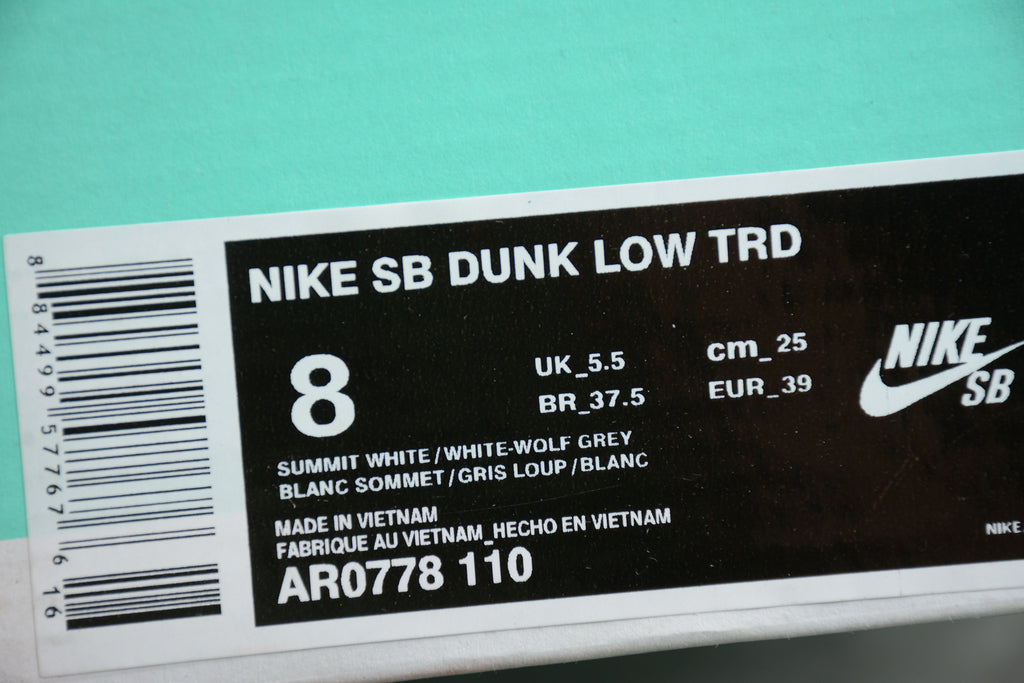 NIKE SB DUNK LOW TRD
8
UK_5.5 cm_25
BR_37.5 EUR_39
NIKE
SB
SUMMIT WHITE/WHITE-WOLF GREY
BLANC SOMMET/GRIS LOUP/BLANC
MADE IN VIETNAM
FABRIQUE AU VIETNAM_HECHO EN VIETNAM
AR0778 110
NIKE
8 84499 57767 6 16